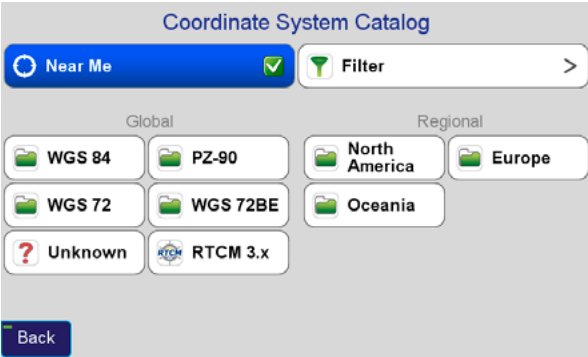 Coordinate System Catalog
Near Me
Filter
>
Global
Regional
WGS 84
PZ-90
North
America
Europe
WGS 72
WGS 72BE
Oceania
?
Unknown
RTCM
RTCM 3.x
Back